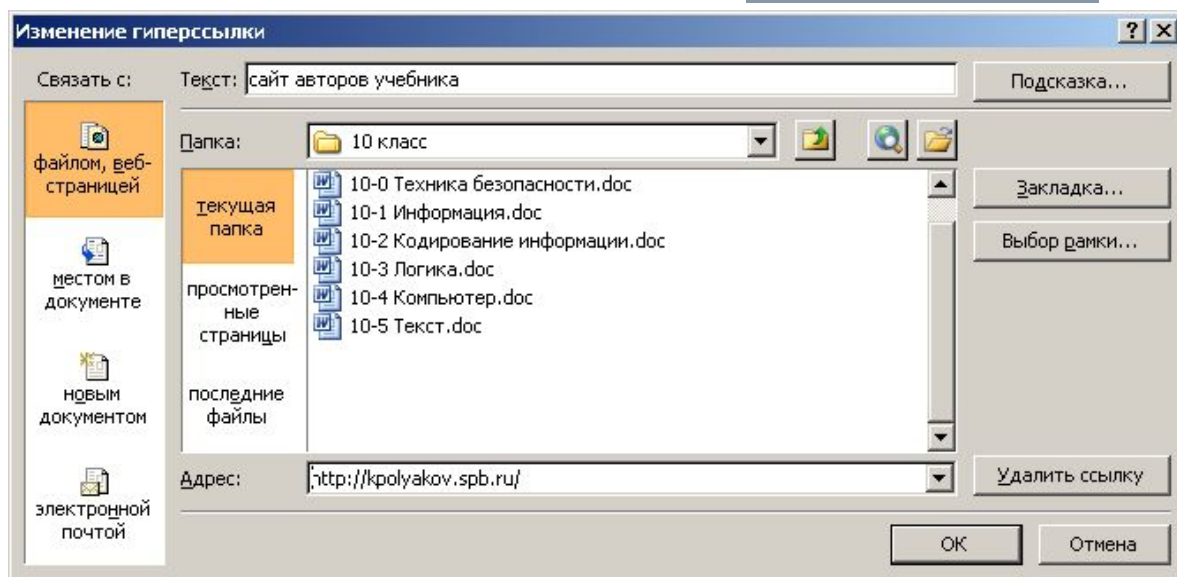 Изменение гиперссылки
Связать с:
Текст: сайт авторов учебника
Подсказка...
файлом, веб-
страницей
местом в
документе
новым
документом
электронной
почтой
Папка: 10 класс
текущая
папка
просмотрен-
ные
страницы
последние
файлы
10-0 Техника безопасности.doc
10-1 Информация.doc
10-2 Кодирование информации.doc
10-3 Логика.doc
10-4 Компьютер.doc
10-5 Текст.doc
Закладка...
Выбор рамки...
Адрес: http://kpolyakov.spb.ru/
Удалить ссылку
ОК
Отмена